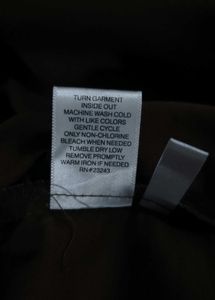 TURN GARMENT
INSIDE OUT
MACHINE WASH COLD
WITH LIKE COLORS
GENTLE CYCLE
ONLY NON-CHLORINE
BLEACH WHEN NEEDED
TUMBLE DRY LOW
REMOVE PROMPTLY
WARM IRON IF NEEDED
RN#23243